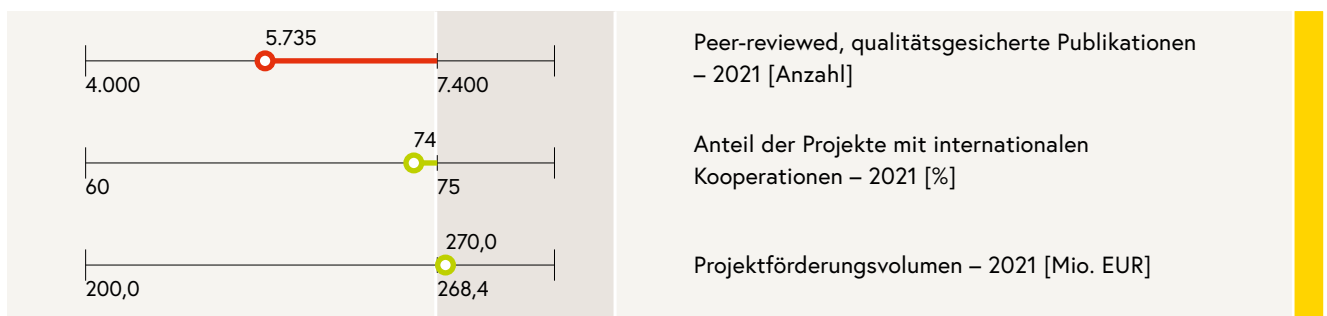 5.735
4.000
7.400
Peer-reviewed, qualitätsgesicherte Publikationen
– 2021 [Anzahl]
74
60
75
Anteil der Projekte mit internationalen
Kooperationen – 2021 [%]
270,0
200,0
268,4
Projektförderungsvolumen – 2021 [Mio. EUR]